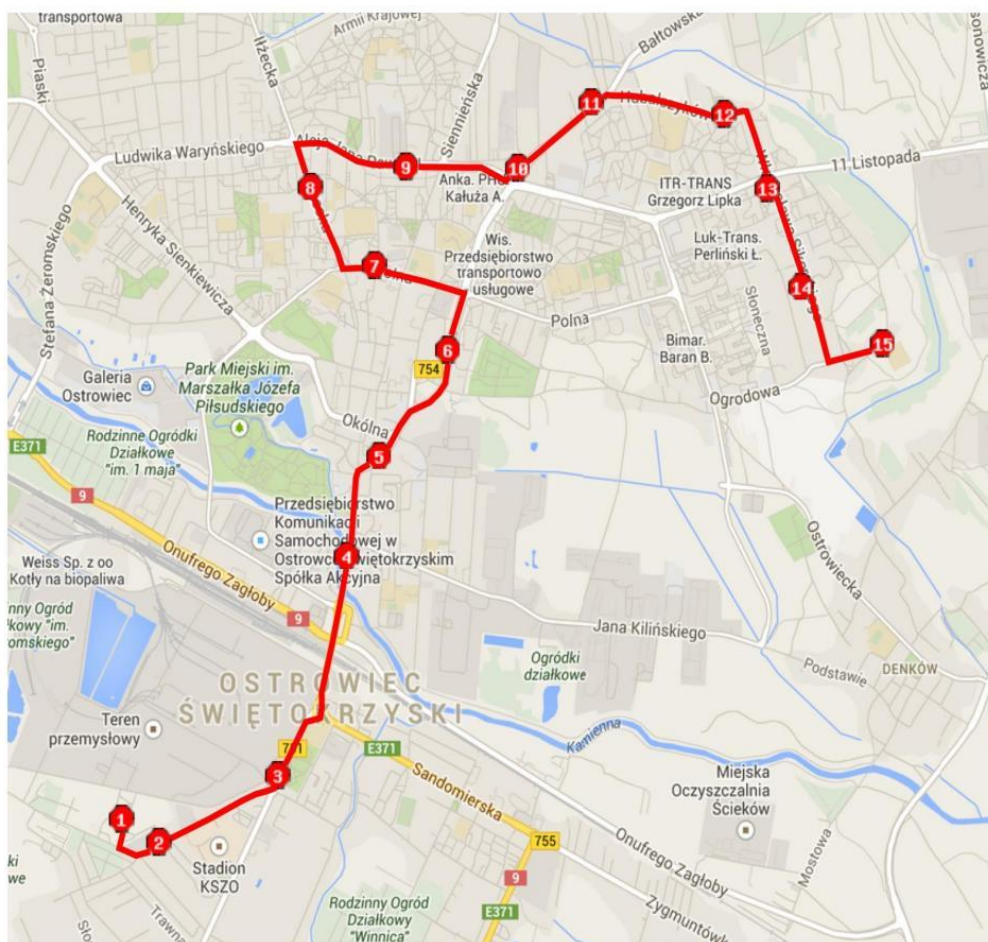 transportowa
Armii Krajowej
Iłżecka
Bałtowska
Piaski
Ludwika Waryńskiego
Siennieńska
11
12
11 Listopada
9
10
Anka. PHU
Kałuża A.
ITR-TRANS
Grzegorz Lipka
13
8
Stefana Żeromskiego
Henryka Sienkiewicza
Wis.
Przedsiębiorstwo
transportowo
usługowe
Luk-Trans.
Perliński Ł.
7
Słoneczna
14
Polna
Bimar.
Baran B.
15
6
754
Park Miejski im.
Marszałka Józefa
Piłsudskiego
Galeria
Ostrowiec
Ogrodowa
Okólna
Rodzinne Ogródki
Działkowe
"im. 1 maja"
E371
5
9
Przedsiębiorstwo
Komunikacji
Samochodowej w
Ostrowcu Świętokrzyskim
Spółka Akcyjna
4
Onufrego Zagłoby
Ostrowiecka
Weiss Sp. z oo
Kotły na biopaliwa
9
Jana Kilińskiego
Ogródki
działkowe
Podstawie
DENKÓW
OSTROWIEC
ŚWIĘTOKRZYSKI
Teren
przemysłowy
Kamienna
E371
3
Sandomierska
Miejska
Oczyszczalnia
Ścieków
1
2
755
Onufrego Zagłoby
Mostowa
Stadion
KSZO
9
E371
Rodzinny Ogród
Działkowy
"Winnica"
Zygmuntówka